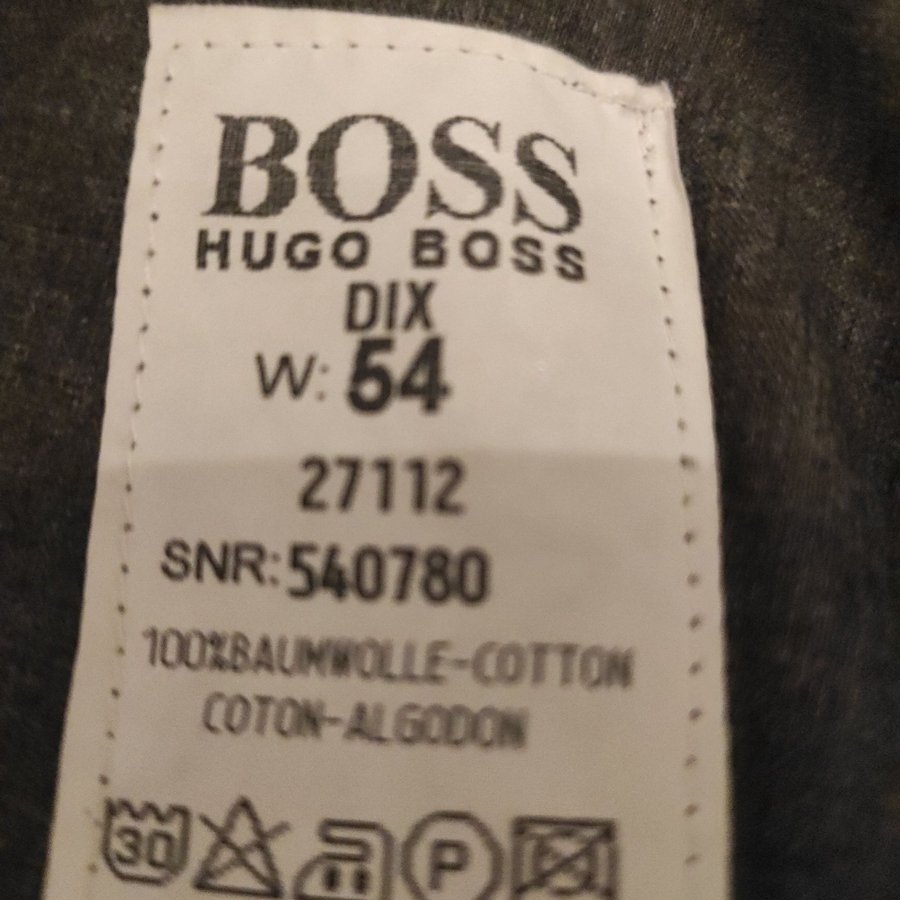 BOSS
HUGO BOSS
DIX
W: 54
27112
SNR: 540780
100%BAUMWOLLE-COTTON
COTON-ALGODON
30 P